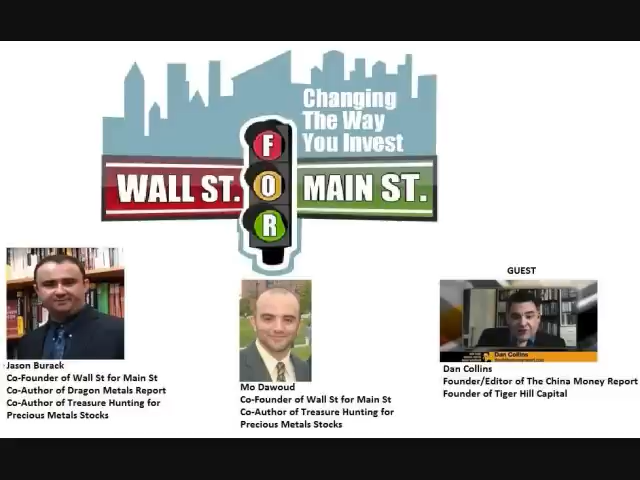 Changing
The Way
You Invest
WALL ST. FOR MAIN ST.
GUEST
Dan Collins
Jason Burack
Co-Founder of Wall St for Main St
Co-Author of Dragon Metals Report
Co-Author of Treasure Hunting for
Precious Metals Stocks
Mo Dawoud
Co-Founder of Wall St for Main St
Co-Author of Treasure Hunting for
Precious Metals Stocks
Dan Collins
Founder/Editor of The China Money Report
Founder of Tiger Hill Capital